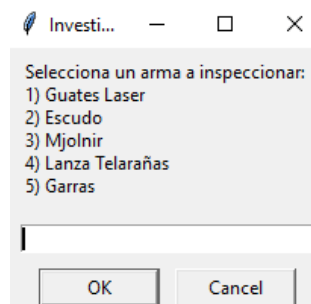 Investi...
Selecciona un arma a inspeccionar:
1) Guates Laser
2) Escudo
3) Mjolnir
4) Lanza Telarañas
5) Garras
OK Cancel